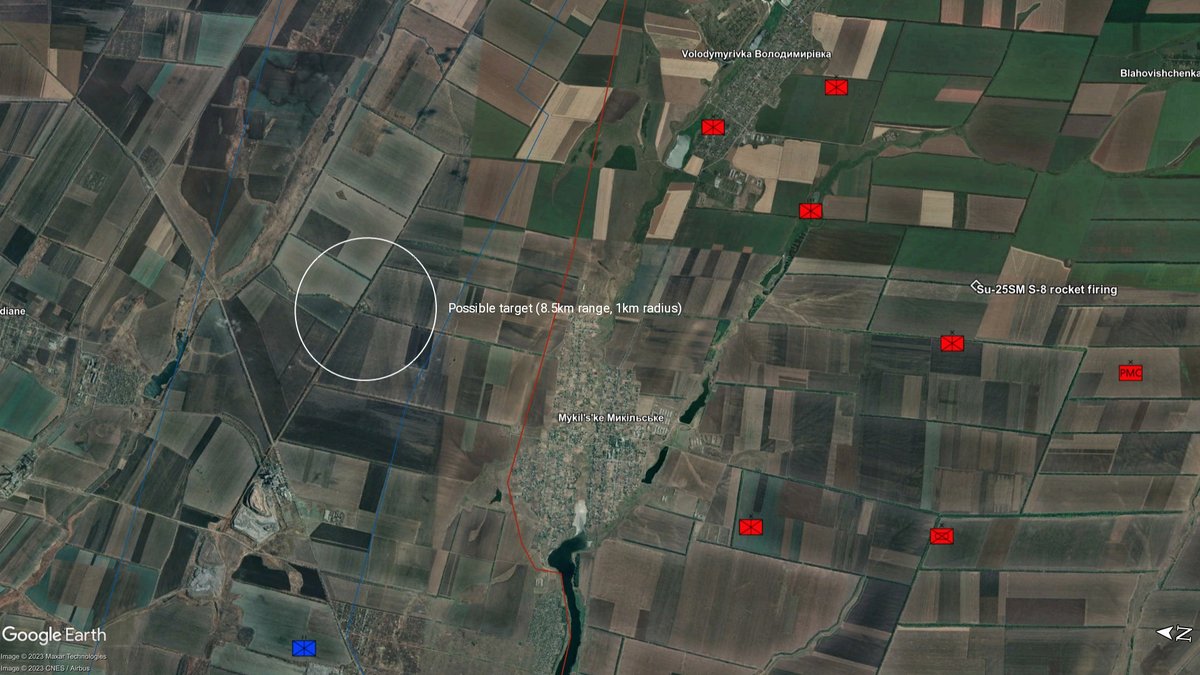 Volodymyrivka Володимирівка
Blahovishchenka
Su-25SM S-8 rocket firing
Possible target (8.5km range, 1km radius)
diane
PMC
Mykil's'ke Микільське
Google Earth
Image © 2023 Maxar Technologies
Image © 2023 CNES / Airbus
N